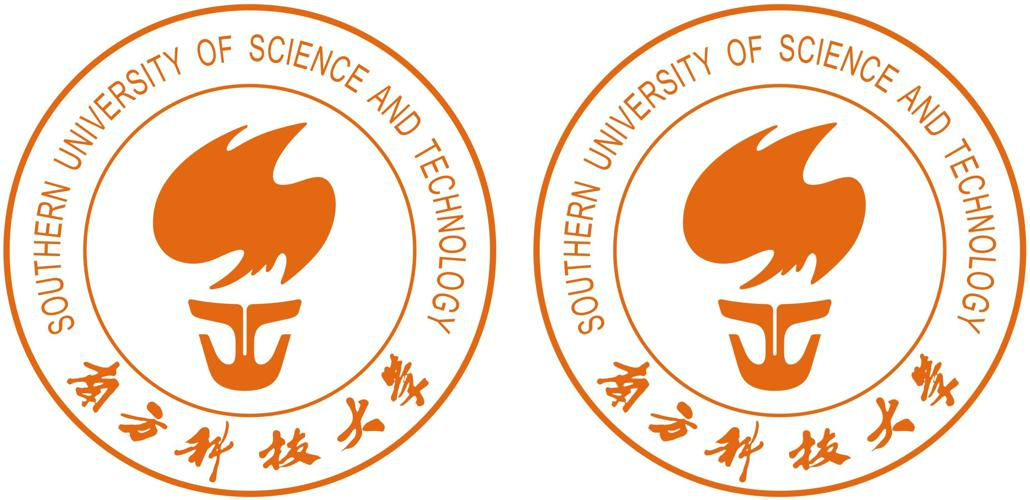 SOUTHERN UNIVERSITY OF SCIENCE AND TECHNOLOGY
南方科技大学
SOUTHERN UNIVERSITY OF SCIENCE AND TECHNOLOGY
南方科技大学